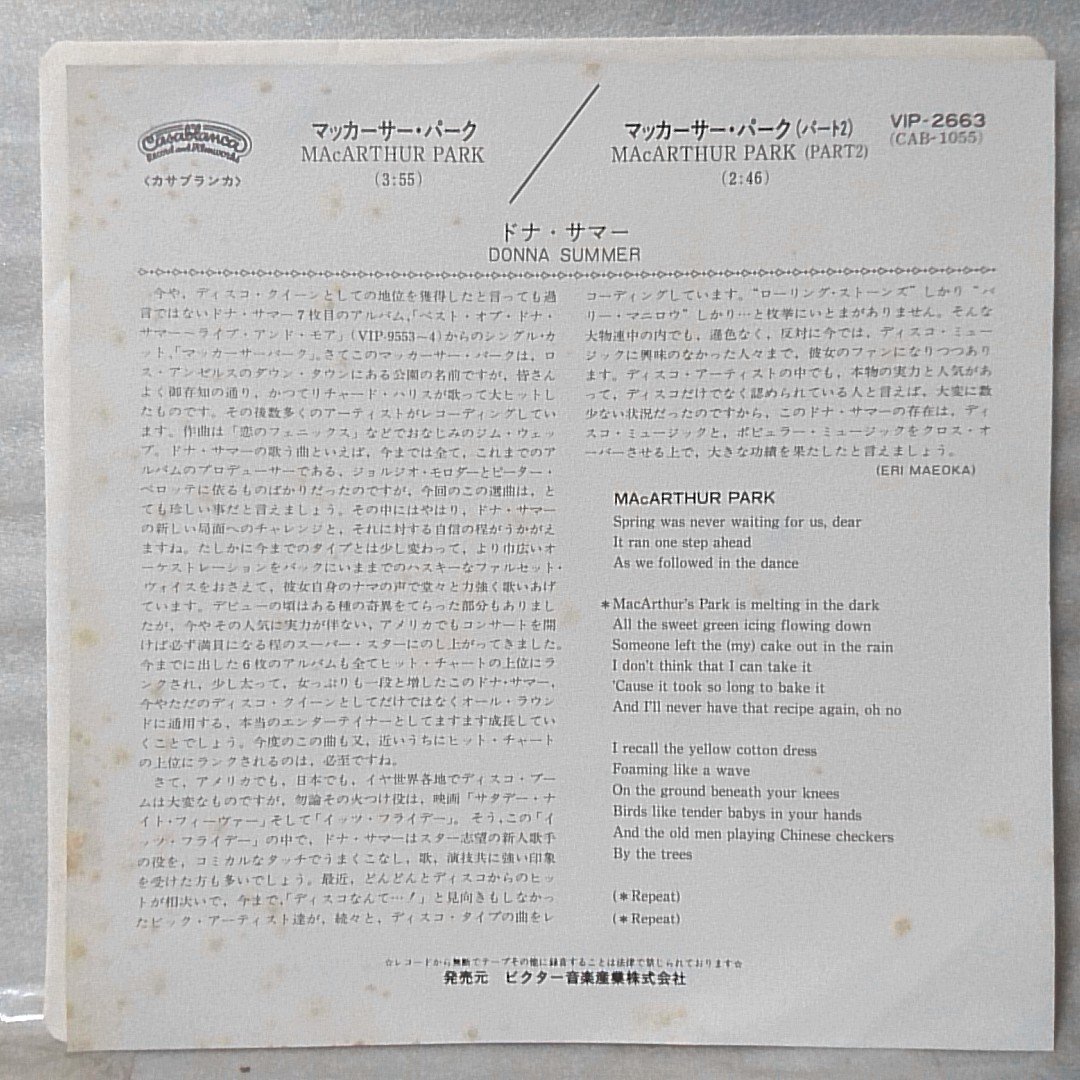 Casablanca
Record and FilmWorks
〈カサブランカ〉
マッカーサー・パーク
MACARTHUR PARK
(3:55)
マッカーサー・パーク(パート2)
MACARTHUR PARK (PART2)
(2:46)
VIP-2663
(CAB-1055)
ドナ・サマー
DONNA SUMMER
今や，ディスコ・クイーンとしての地位を獲得したと言っても過
言ではないドナ・サマー7枚目のアルバム，「ベスト・オブ・ドナ・
サマー～ライブ・アンド・モア」(VIP-9553～4)からのシングル・カ
ット，「マッカーサーパーク」。さてこのマッカーサー・パークは，ロ
ス・アンゼルスのダウン・タウンにある公園の名前ですが，皆さん
よく御存知の通り，かつてリチャード・ハリスが歌って大ヒットし
たものです。その後数多くのアーティストがレコーディングしてい
ます。作曲は「恋のフェニックス」などでおなじみのジム・ウェッ
ブ。ドナ・サマーの歌う曲といえば，今までは全て，これまでの
アルバムのプロデューサーである，ジョルジオ・モロダーとピーター・
ベロッテに依るものばかりだったのですが，今回のこの選曲は，と
ても珍しい事だと言えましょう。その中にはやはり，ドナ・サマー
の新しい局面へのチャレンジと，それに対する自信の程がうかがえ
ますね。たしかに今までのタイプとは少し変わって，より巾広いオ
ーケストレーションをバックにいままでのハスキーなファルセット・
ヴォイスをおさえて，彼女自身のナマの声で堂々と力強く歌いあげ
ています。デビューの頃はある種の奇異をてらった部分もありまし
たが，今やその人気に実力が伴ない，アメリカでもコンサートを開
けば必ず満員になる程のスーパー・スターにのし上がってきました。
今までに出した6枚のアルバムも全てヒット・チャートの上位にラ
ンクされ，少し太って，女っぷりも一段と増したこのドナ・サマー，
今やただのディスコ・クイーンとしてだけではなくオール・ラウン
ドに通用する，本当のエンターテイナーとしてますます成長してい
くことでしょう。今度のこの曲も又，近いうちにヒット・チャート
の上位にランクされるのは，必至ですね。
さて，アメリカでも，日本でも，イヤ世界各地でディスコ・ブー
ムは大変なものですが，勿論その火つけ役は，映画「サタデー・ナ
イト・フィーヴァー」そして「イッツ・フライデー」。そう，この「イ
ッツ・フライデー」の中で，ドナ・サマーはスター志望の新人歌手
の役を，コミカルなタッチでうまくこなし，歌，演技共に強い印象
を受けた方も多いでしょう。最近，どんどんとディスコからのヒッ
トが相次いで，今まで，「ディスコなんて…！」と見向きもしなかっ
たビック・アーティスト達が，続々と，ディスコ・タイプの曲をレ
コーディングしています。“ローリング・ストーンズ”しかり“バ
リー・マニロウ”しかり…と枚挙にいとまがありません。そんな
大物連中の内でも，遜色なく，反対に今では，ディスコ・ミュー
ジックに興味のなかった人々まで，彼女のファンになりつつあり
ます。ディスコ・アーティストの中でも，本物の実力と人気があ
って，ディスコだけでなく認められている人と言えば，大変に数
少ない状況だったのですから，このドナ・サマーの存在は，ディ
スコ・ミュージックと，ポピュラー・ミュージックをクロス・オ
ーバーさせる上で，大きな功績を果たしたと言えましょう。
(ERI MAEOKA)
MACARTHUR PARK
Spring was never waiting for us, dear
It ran one step ahead
As we followed in the dance
*MacArthur's Park is melting in the dark
All the sweet green icing flowing down
Someone left the (my) cake out in the rain
I don't think that I can take it
'Cause it took so long to bake it
And I'll never have that recipe again, oh no
I recall the yellow cotton dress
Foaming like a wave
On the ground beneath your knees
Birds like tender babys in your hands
And the old men playing Chinese checkers
By the trees
(*Repeat)
(*Repeat)
☆レコードから無断でテープその他に録音することは法律で禁じられております☆
発売元 ビクター音楽産業株式会社